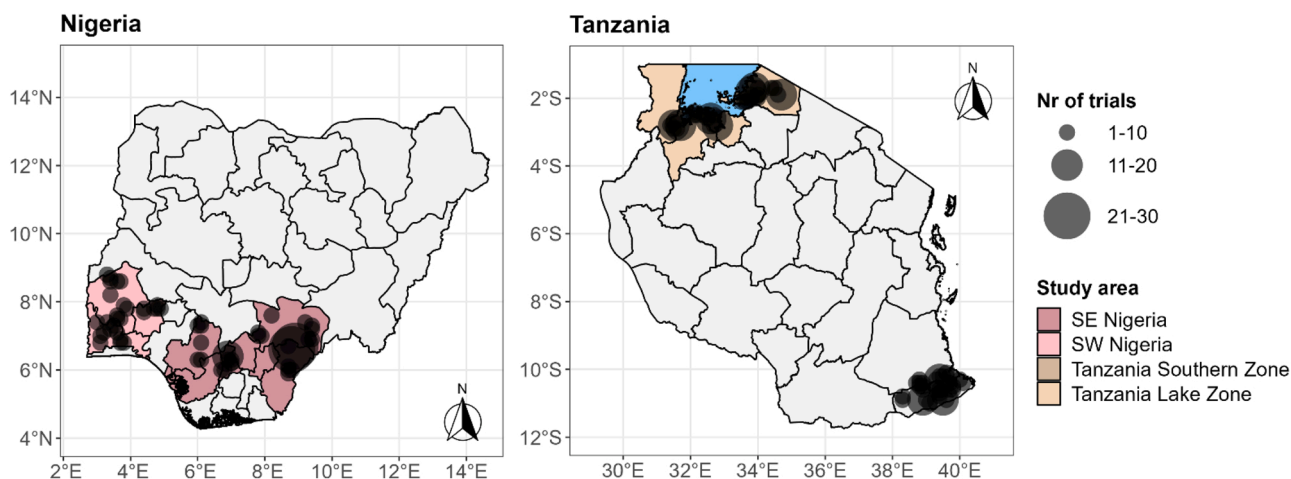 Nigeria
Tanzania
14°N
12°N
10°N
8°N
6°N
4°N
2°E
4°E
6°E
8°E
10°E
12°E
14°E
N
2°S
4°S
6°S
8°S
10°S
12°S
30°E
32°E
34°E
36°E
38°E
40°E
N
Nr of trials
1-10
11-20
21-30
Study area
SE Nigeria
SW Nigeria
Tanzania Southern Zone
Tanzania Lake Zone